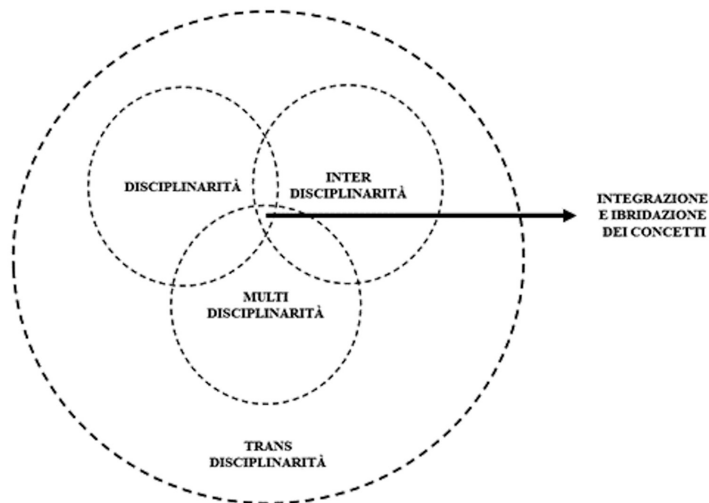 DISCIPLINARITÀ
INTER
DISCIPLINARITÀ
INTEGRAZIONE
E IBRIDAZIONE
DEI CONCETTI
MULTI
DISCIPLINARITÀ
TRANS
DISCIPLINARITÀ